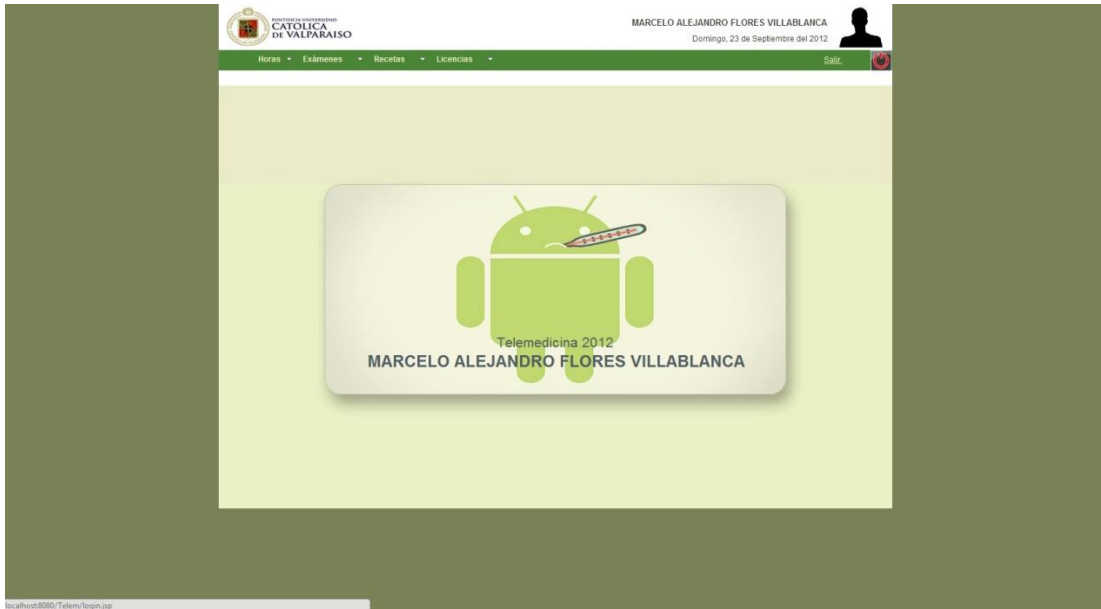 PONTIFICIA UNIVERSIDAD
CATOLICA
DE VALPARAISO
MARCELO ALEJANDRO FLORES VILLABLANCA
Domingo, 23 de Septiembre del 2012
Horas Exámenes Recetas Licencias Salir
Telemedicina 2012
MARCELO ALEJANDRO FLORES VILLABLANCA
localhost:8080/Telem/login.jsp